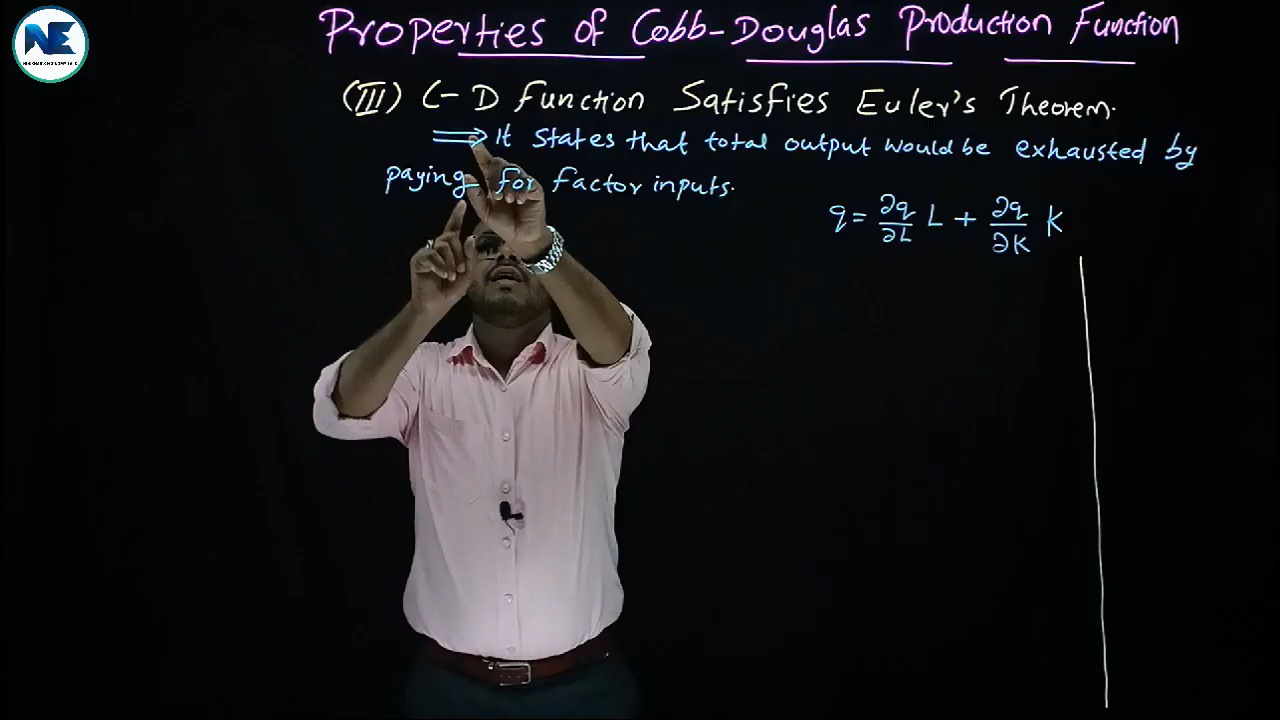 NE
Properties of Cobb-Douglas Production Function
(III) C-D Function Satisfies Euler's Theorem.
⟹ It states that total output would be exhausted by
paying for factor inputs.
q = ∂q/∂L L + ∂q/∂K K